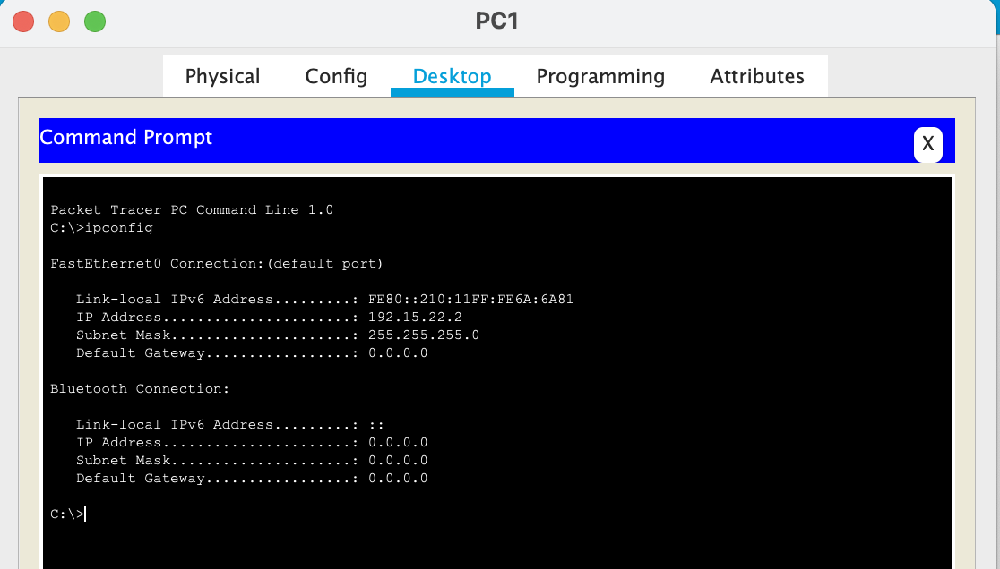 PC1
Physical Config Desktop Programming Attributes
Command Prompt
X
Packet Tracer PC Command Line 1.0
C:\>ipconfig
FastEthernet0 Connection:(default port)
Link-local IPv6 Address.........: FE80::210:11FF:FE6A:6A81
IP Address......................: 192.15.22.2
Subnet Mask.....................: 255.255.255.0
Default Gateway.................: 0.0.0.0
Bluetooth Connection:
Link-local IPv6 Address.........: ::
IP Address......................: 0.0.0.0
Subnet Mask.....................: 0.0.0.0
Default Gateway.................: 0.0.0.0
C:\>